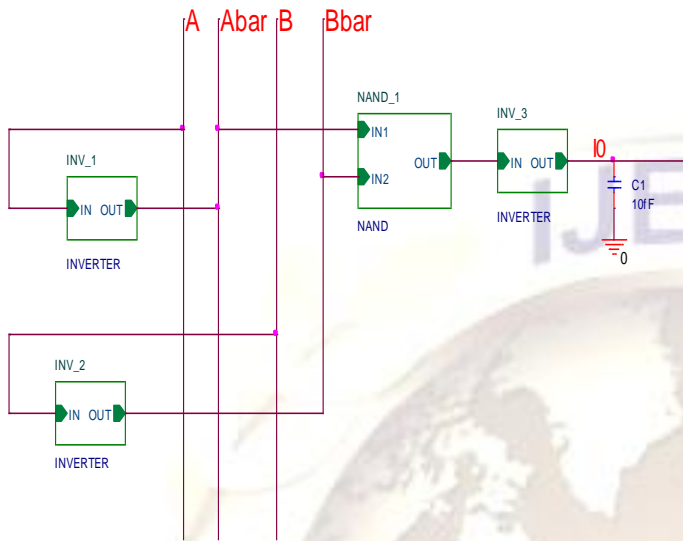 A Abar B Bbar
NAND_1
IN1
IN2
OUT
NAND
INV_3
IN OUT
INVERTER
I0
C1
10fF
0
INV_1
IN OUT
INVERTER
INV_2
IN OUT
INVERTER
IJE